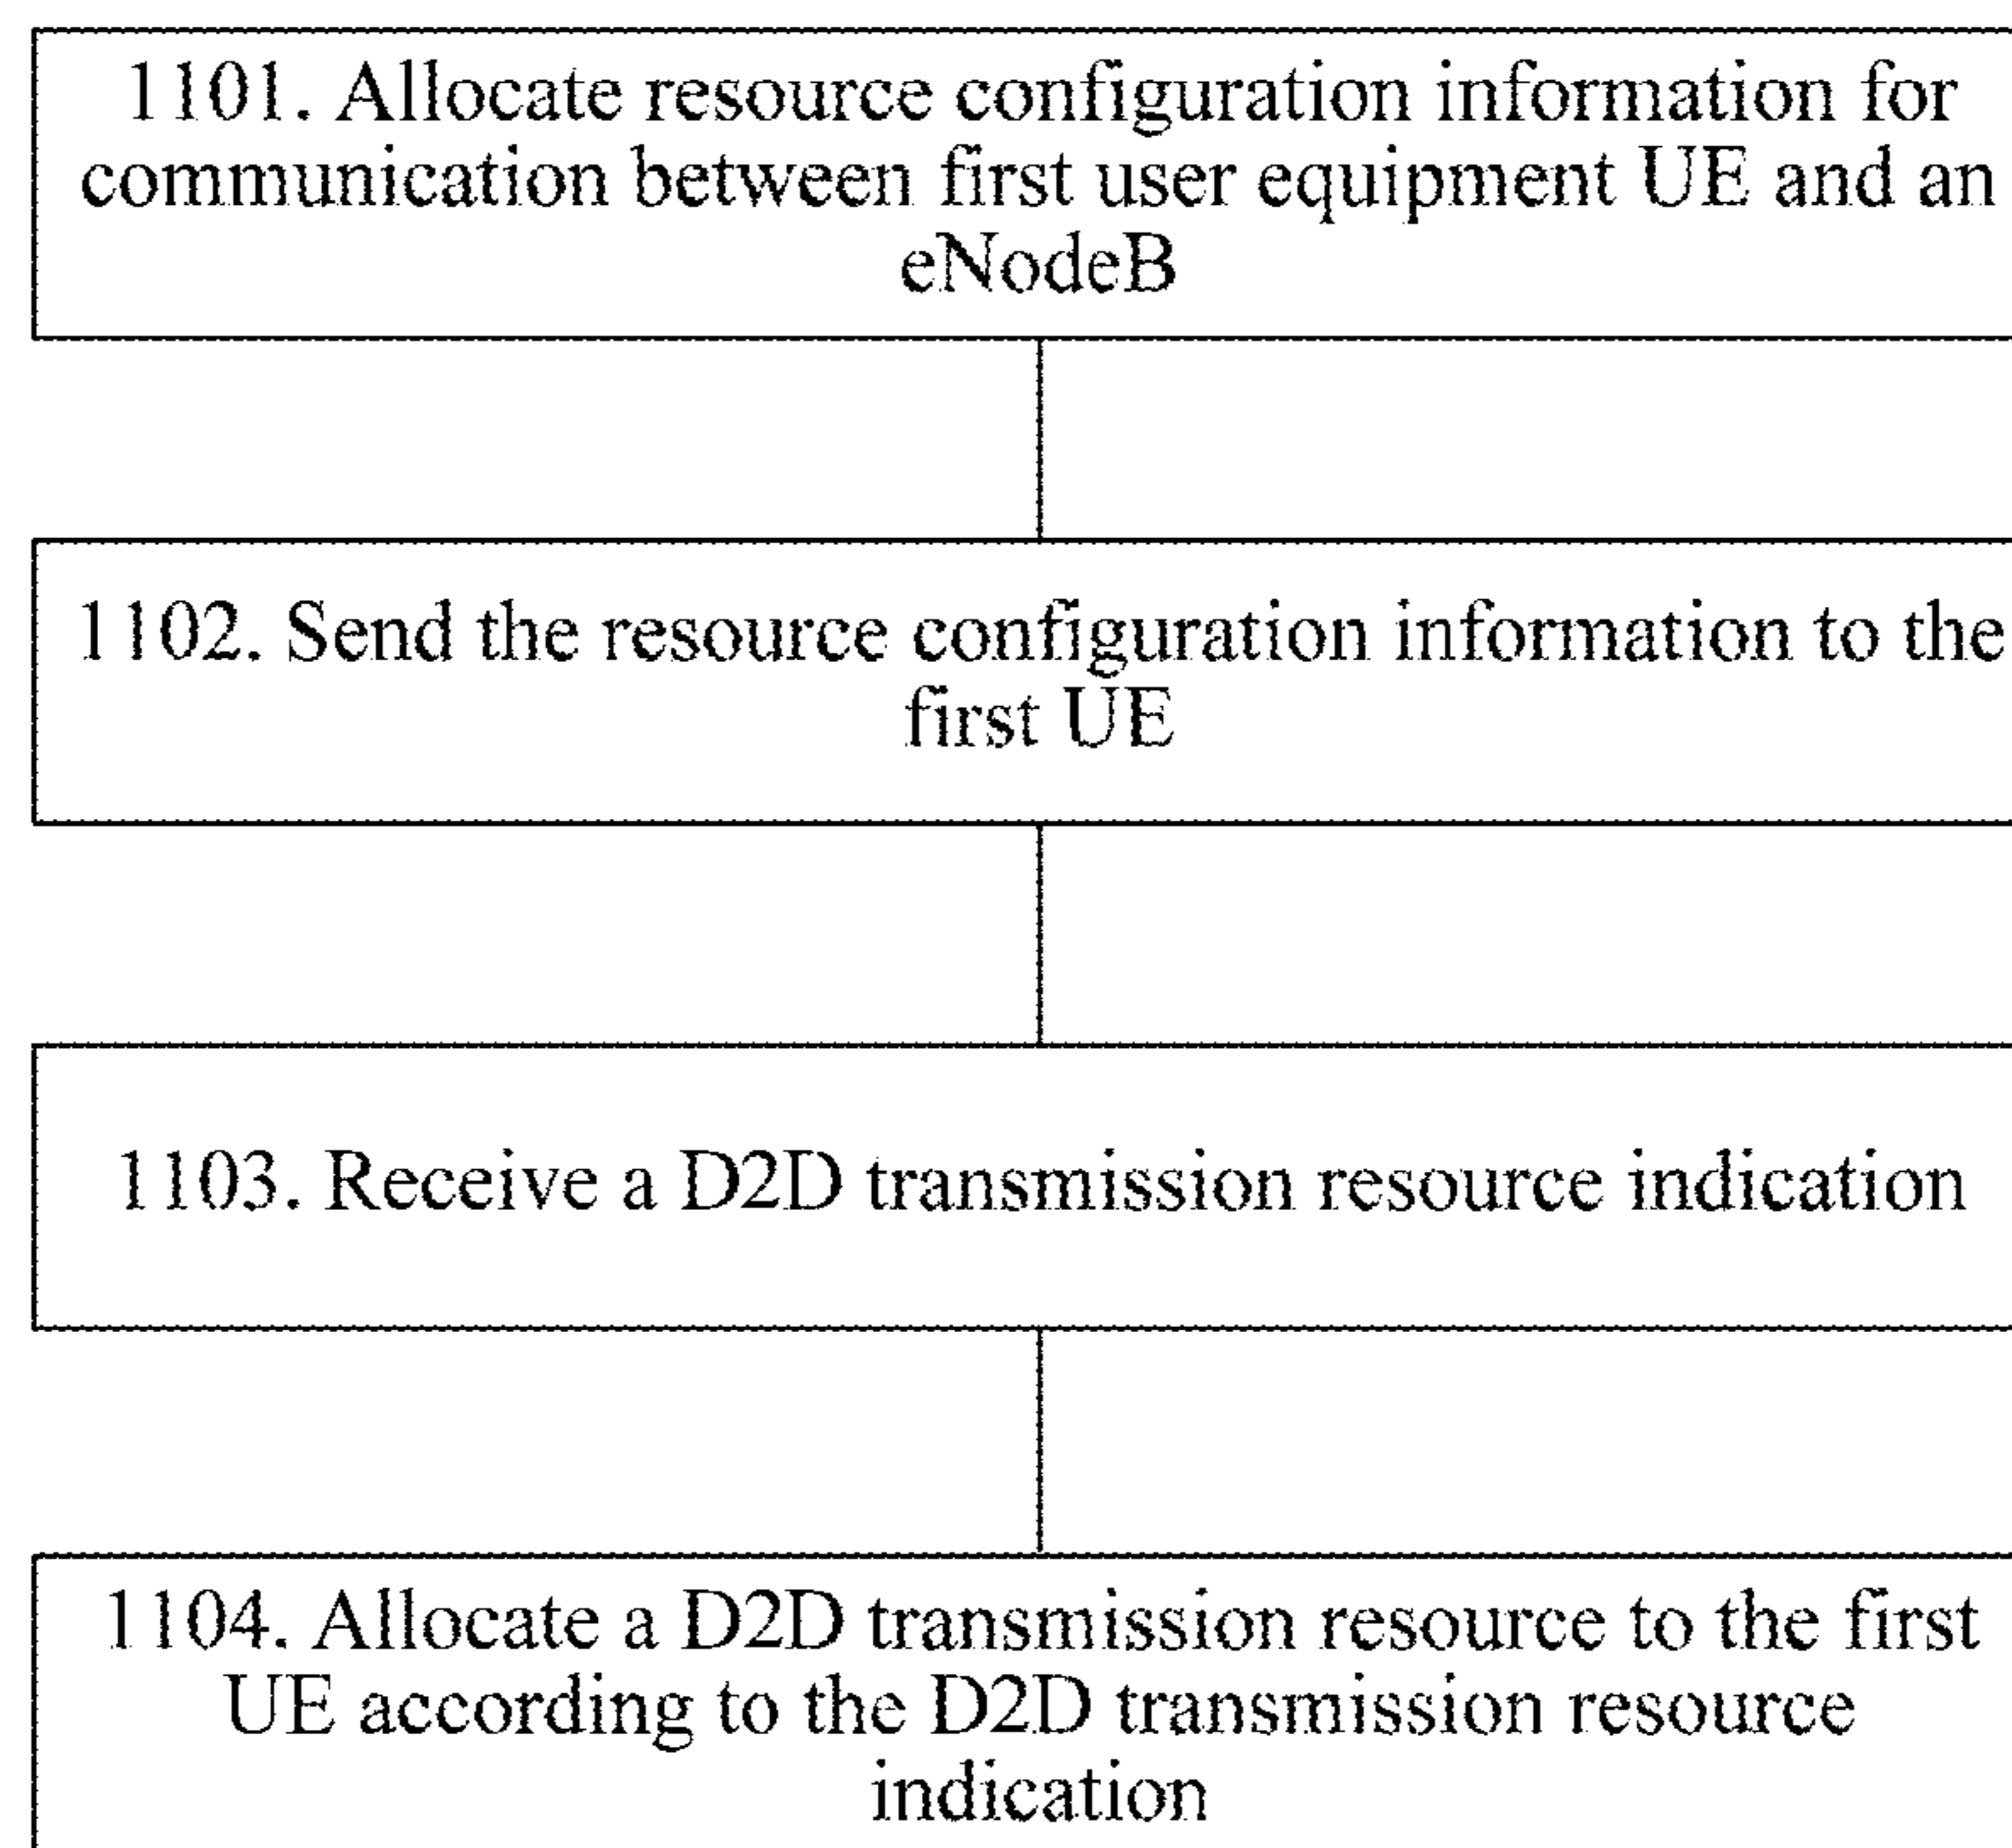 1101. Allocate resource configuration information for
communication between first user equipment UE and an
eNodeB
1102. Send the resource configuration information to the
first UE
1103. Receive a D2D transmission resource indication
1104. Allocate a D2D transmission resource to the first
UE according to the D2D transmission resource
indication